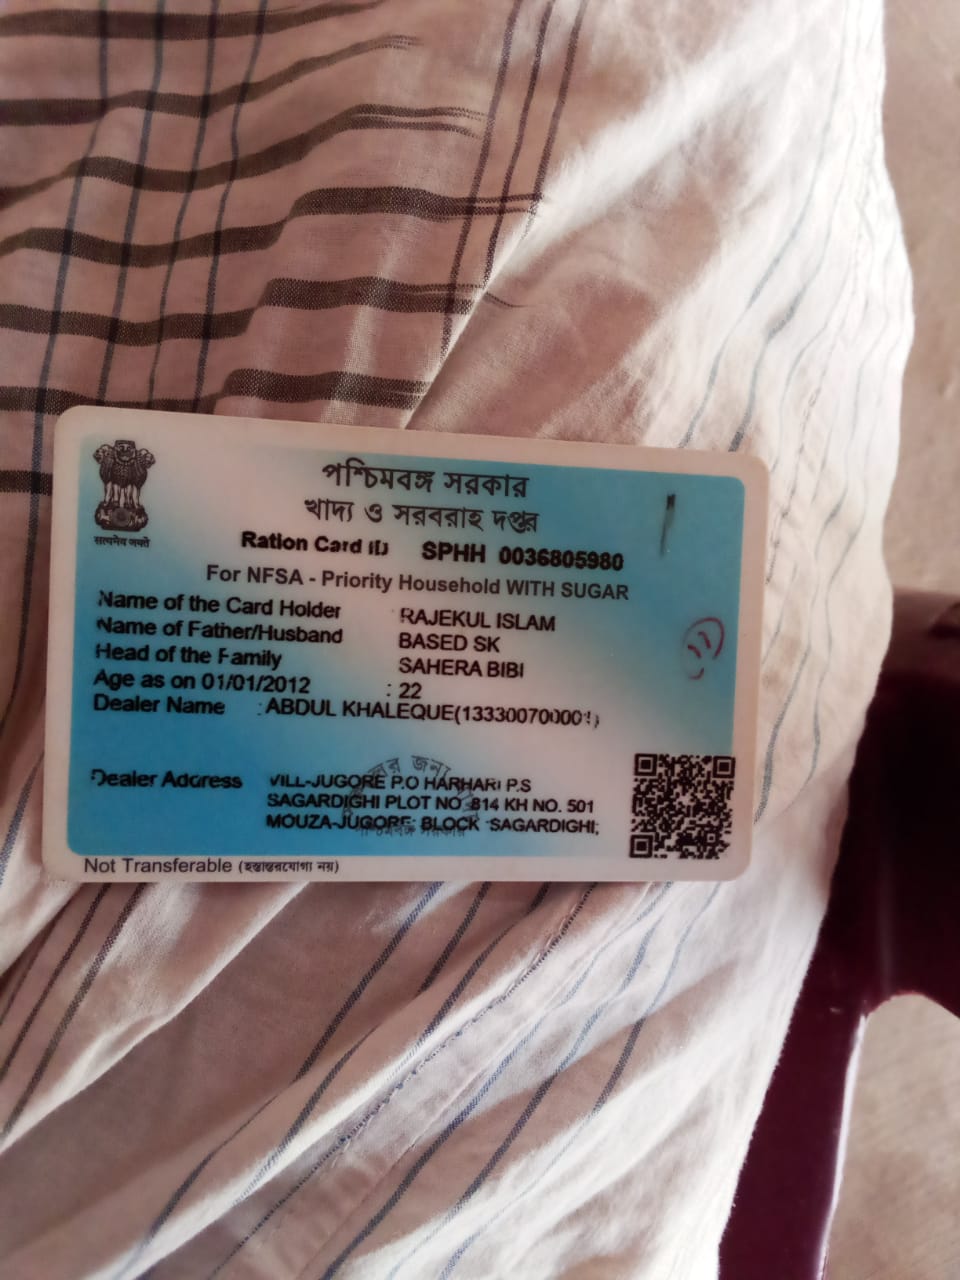 পশ্চিমবঙ্গ সরকার
খাদ্য ও সরবরাহ দপ্তর
सत्यमेव जयते
Ration Card ID SPHH 0036805980
For NFSA - Priority Household WITH SUGAR
Name of the Card Holder : RAJEKUL ISLAM
Name of Father/Husband BASED SK
Head of the Family SAHERA BIBI
Age as on 01/01/2012 : 22
Dealer Name : ABDUL KHALEQUE
Dealer Address VILL-JUGORE P.O HARHARI P.S
SAGARDIGHI PLOT NO 814 KH NO. 501
MOUZA-JUGORE; BLOCK SAGARDIGHI;
Not Transferable (হস্তান্তরযোগ্য নয়)